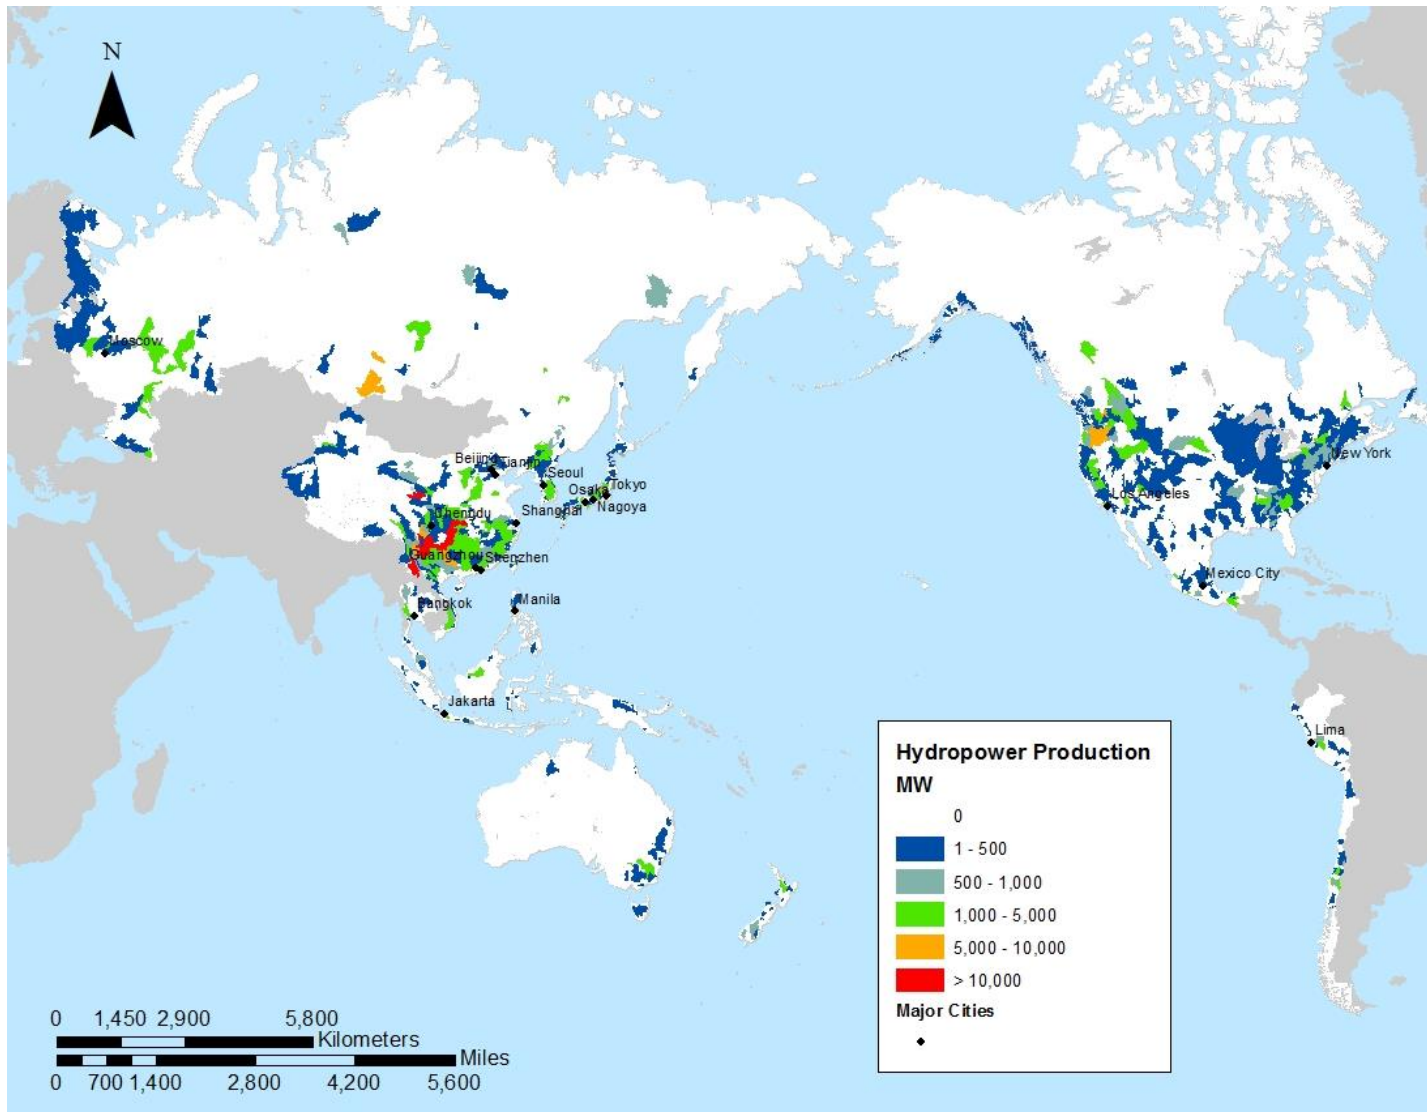 N
Moscow
Beijing
Tianjin
Seoul
Tokyo
Osaka
Nagoya
Chengdu
Shanghai
Guangzhou
Shenzhen
Bangkok
Manila
Jakarta
New York
Los Angeles
Mexico City
Lima
Hydropower Production
MW
0
1 - 500
500 - 1,000
1,000 - 5,000
5,000 - 10,000
> 10,000
Major Cities
0 1,450 2,900 5,800
Kilometers
Miles
0 700 1,400 2,800 4,200 5,600